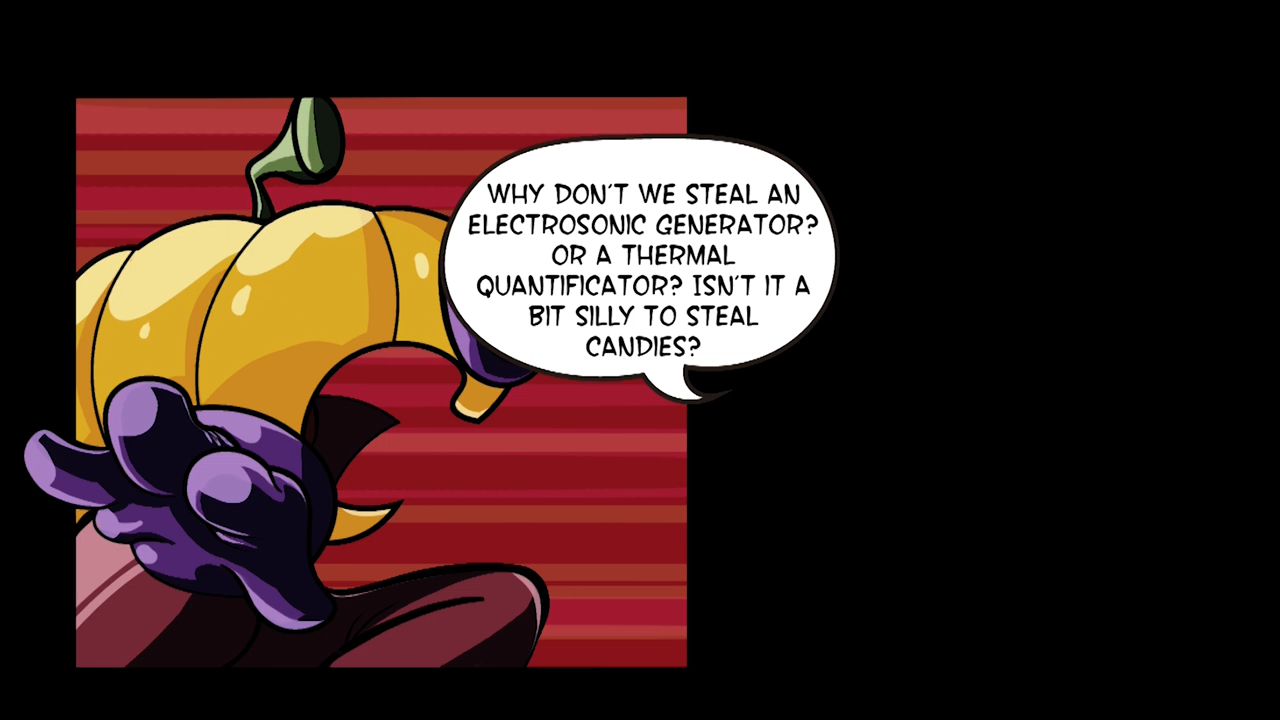 WHY DON'T WE STEAL AN
ELECTROSONIC GENERATOR?
OR A THERMAL
QUANTIFICATOR? ISN'T IT A
BIT SILLY TO STEAL
CANDIES?